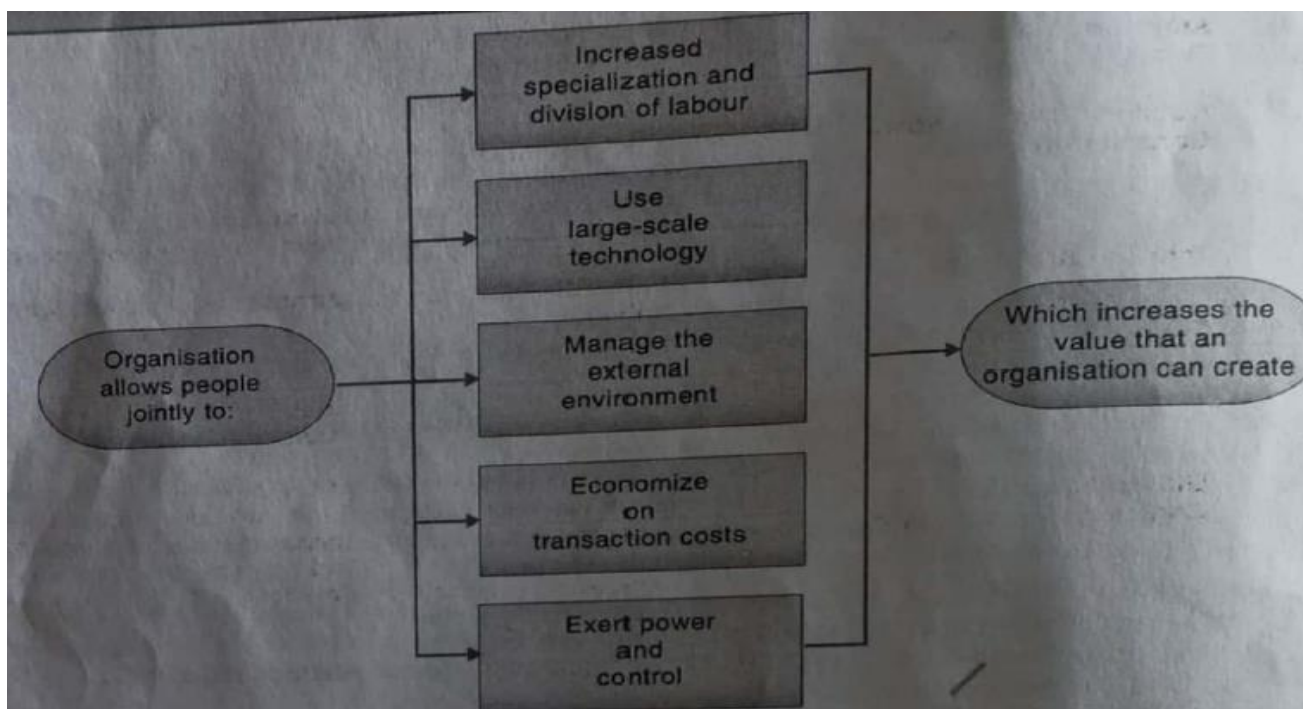 Organisation
allows people
jointly to:
Increased
specialization and
division of labour
Use
large-scale
technology
Manage the
external
environment
Economize
on
transaction costs
Exert power
and
control
Which increases the
value that an
organisation can create